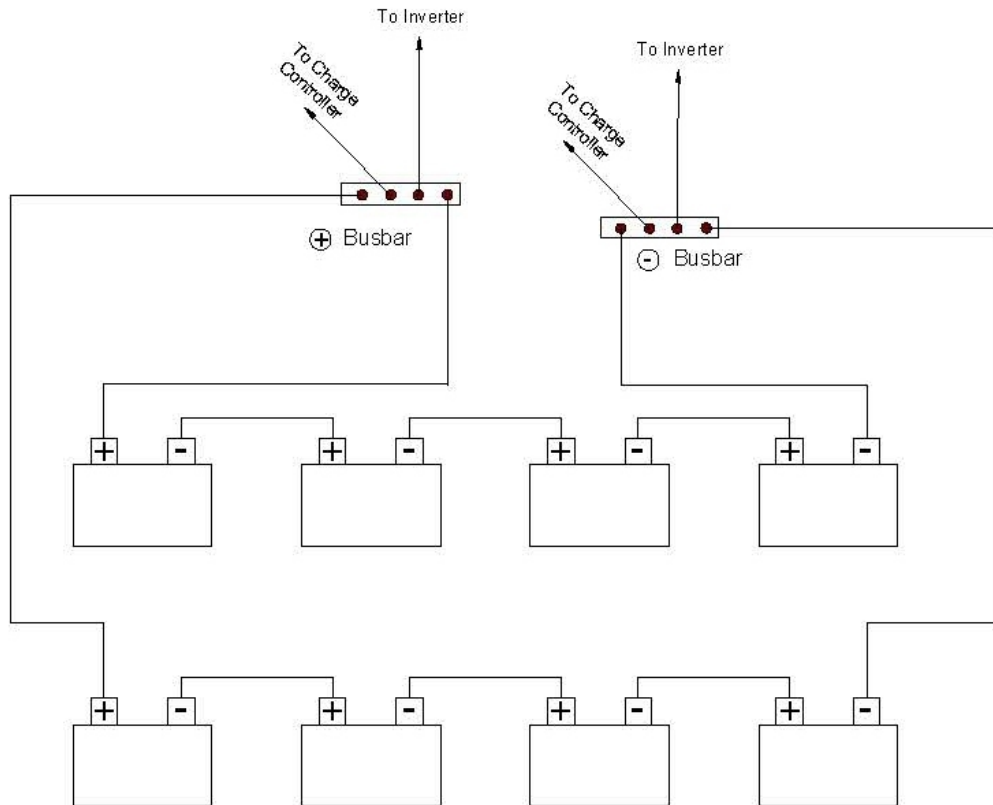 To Inverter
To Charge
Controller
To Inverter
To Charge
Controller
+ Busbar
- Busbar
+ - + - + - + -
+ - + - + - + -